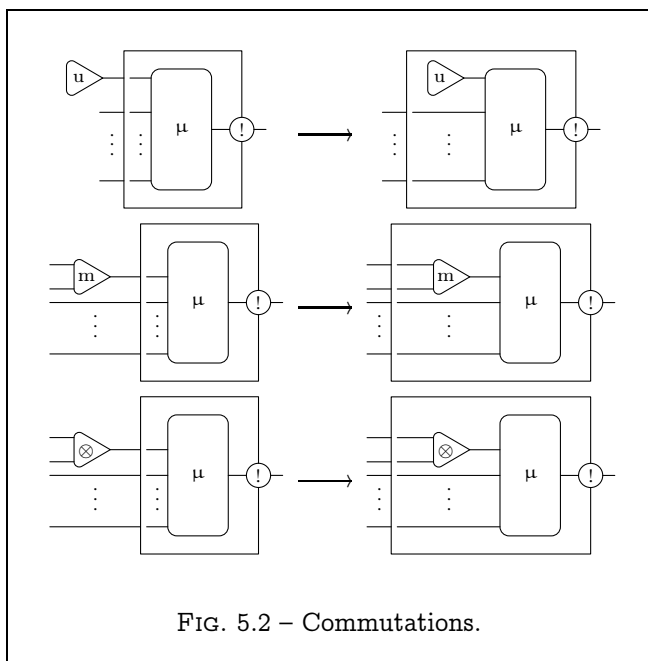 u μ ! u μ !
m μ ! m μ !
⊗ μ ! ⊗ μ !
FIG. 5.2 – Commutations.